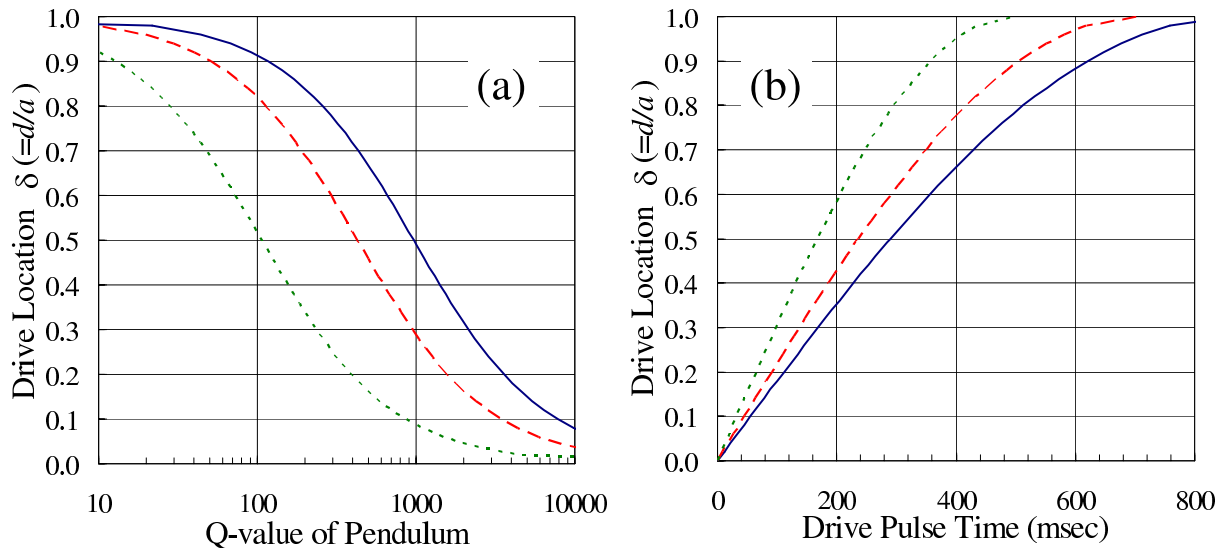 (a)
Drive Location δ (=d/a)
1.0
0.9
0.8
0.7
0.6
0.5
0.4
0.3
0.2
0.1
0.0
10 100 1000 10000
Q-value of Pendulum
(b)
Drive Location δ (=d/a)
1.0
0.9
0.8
0.7
0.6
0.5
0.4
0.3
0.2
0.1
0.0
0 200 400 600 800
Drive Pulse Time (msec)